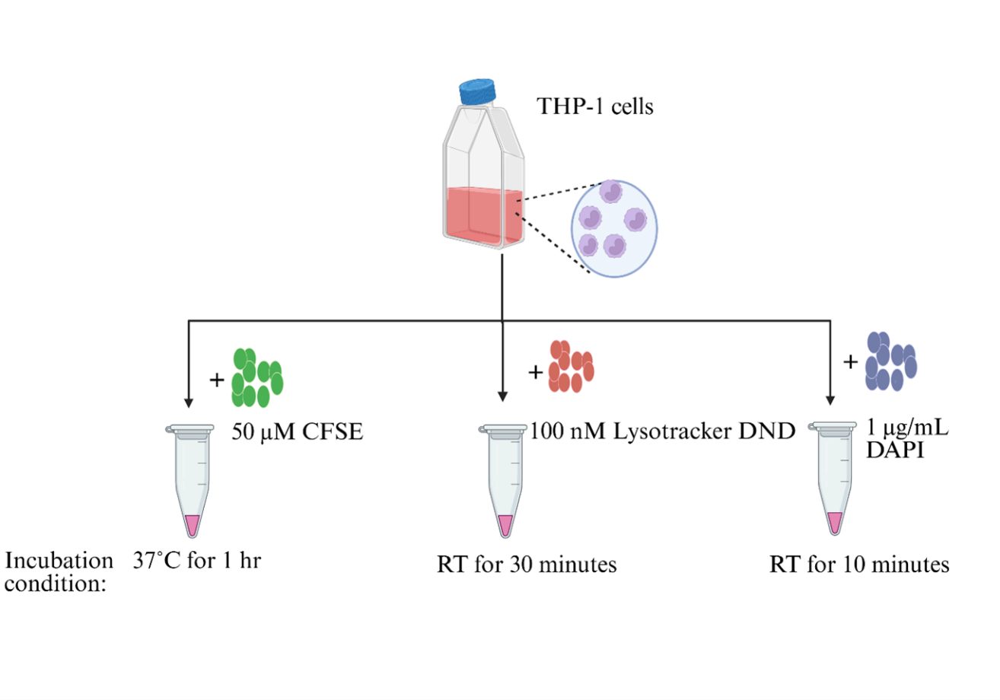 THP-1 cells
+
+
+
50 µM CFSE
100 nM Lysotracker DND
1 µg/mL
DAPI
Incubation
condition:
37˚C for 1 hr
RT for 30 minutes
RT for 10 minutes